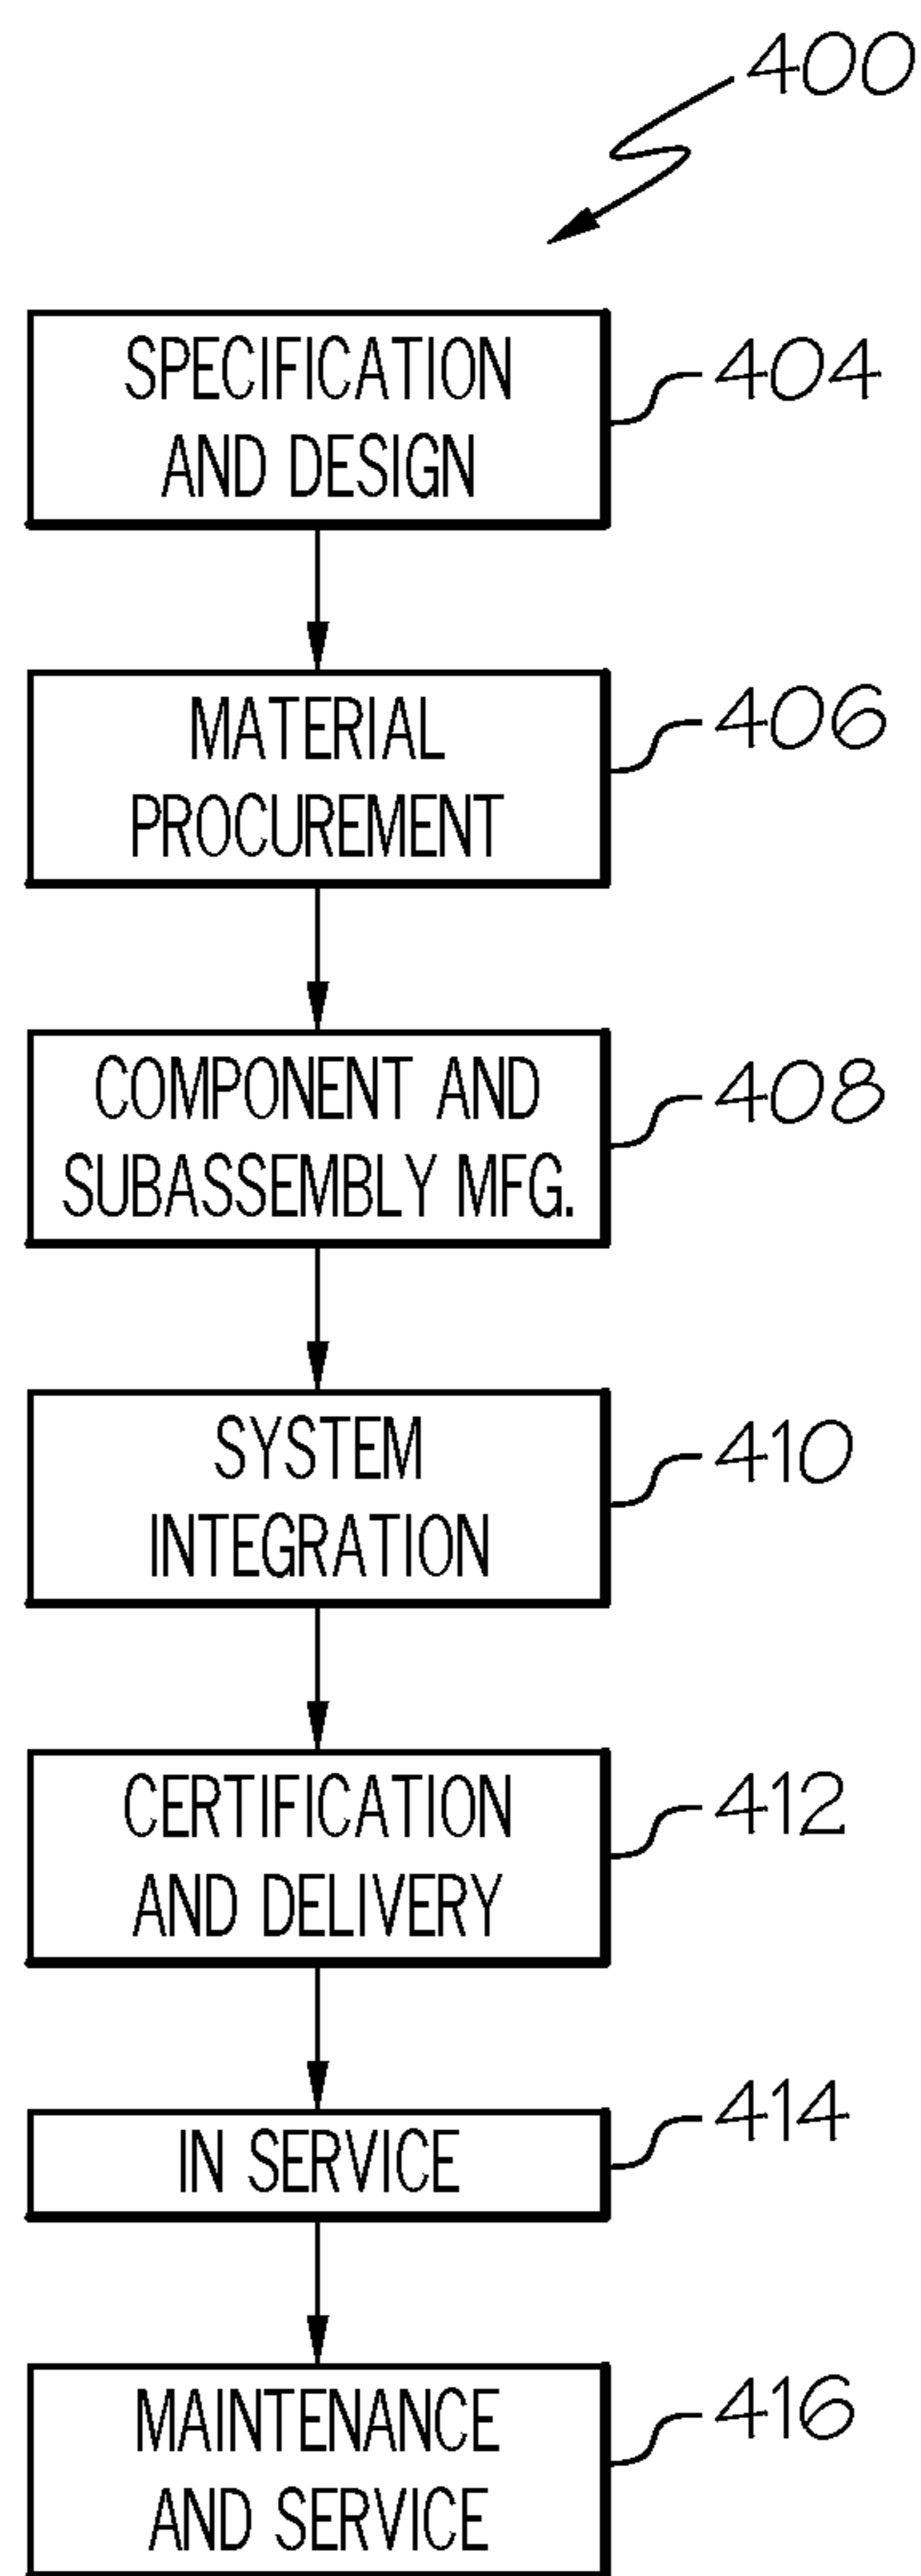 400
SPECIFICATION
AND DESIGN
404
MATERIAL
PROCUREMENT
406
COMPONENT AND
SUBASSEMBLY MFG.
408
SYSTEM
INTEGRATION
410
CERTIFICATION
AND DELIVERY
412
IN SERVICE
414
MAINTENANCE
AND SERVICE
416